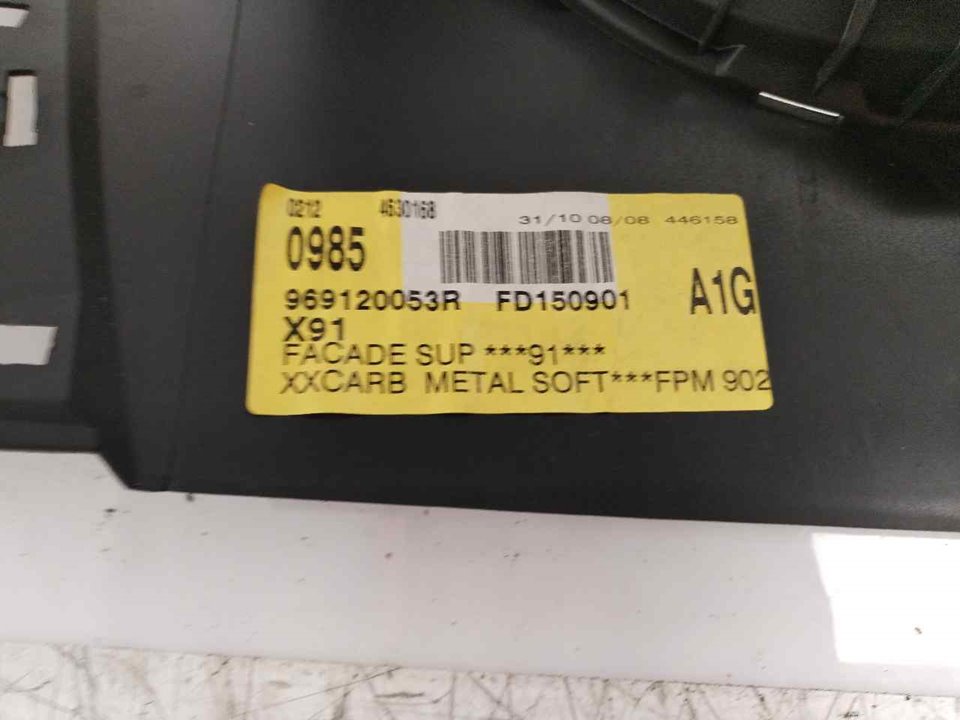 0212 4630168
31/10 08/08 446158
0985
A1G
969120053R FD150901
X91
FACADE SUP ***91***
XXCARB METAL SOFT***FPM 902